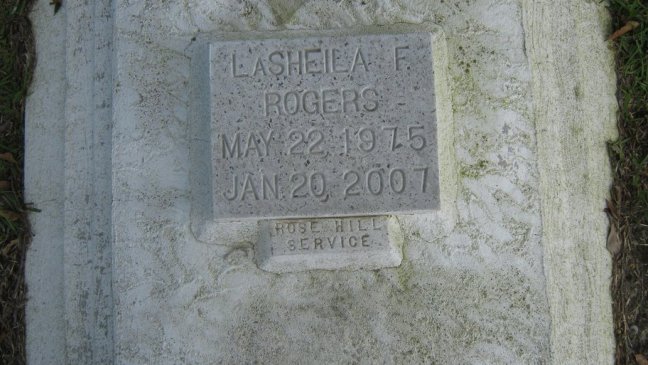 LASHEILA F.
ROGERS
MAY 22, 1975
JAN. 20, 2007
ROSE HILL
SERVICE